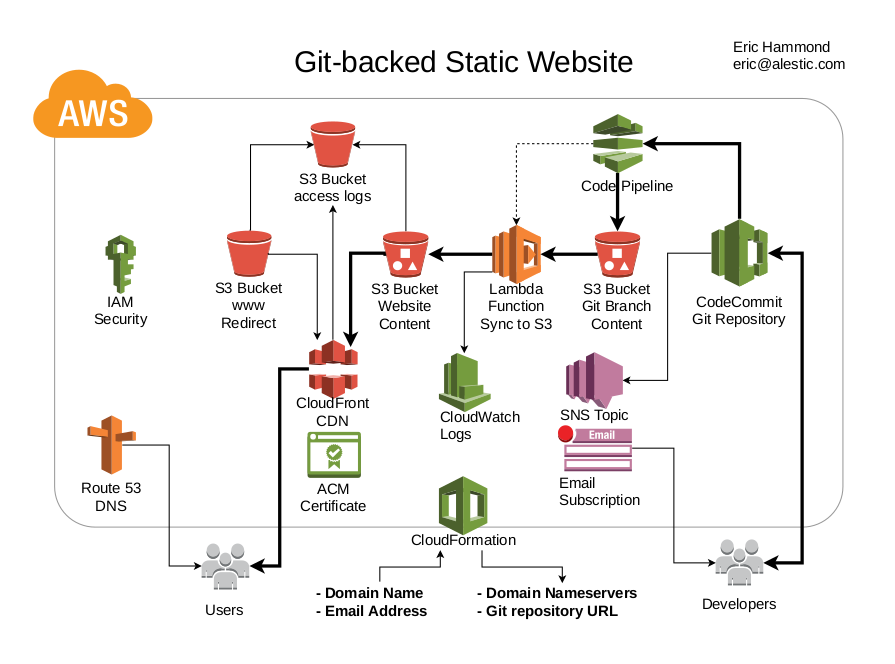 Git-backed Static Website
Eric Hammond
eric@alestic.com
AWS
S3 Bucket
access logs
Code Pipeline
IAM
Security
S3 Bucket
www
Redirect
S3 Bucket
Website
Content
Lambda
Function
Sync to S3
S3 Bucket
Git Branch
Content
CodeCommit
Git Repository
CloudFront
CDN
CloudWatch
Logs
SNS Topic
Email
Email
Subscription
ACM
Certificate
Route 53
DNS
CloudFormation
Users
- Domain Name
- Email Address
- Domain Nameservers
- Git repository URL
Developers